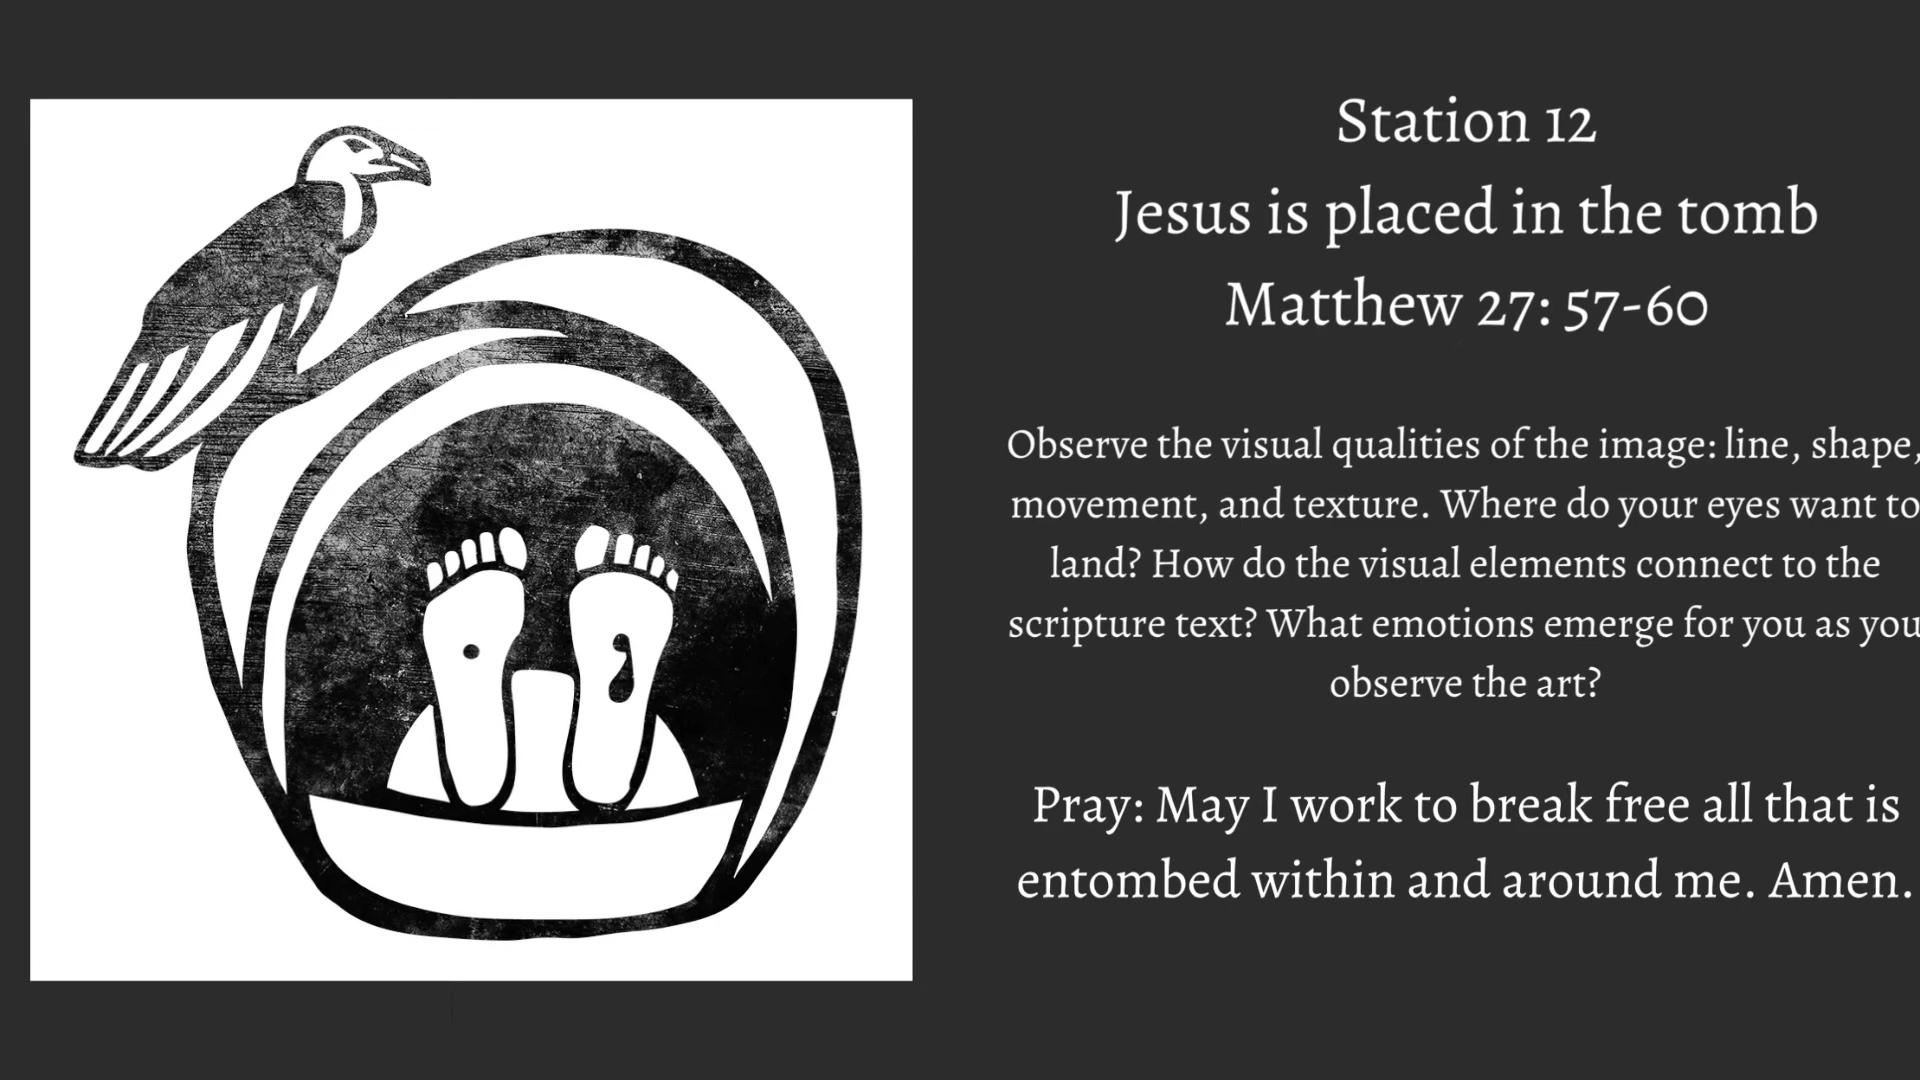 Station 12
Jesus is placed in the tomb
Matthew 27: 57-60
Observe the visual qualities of the image: line, shape,
movement, and texture. Where do your eyes want to
land? How do the visual elements connect to the
scripture text? What emotions emerge for you as you
observe the art?
Pray: May I work to break free all that is
entombed within and around me. Amen.